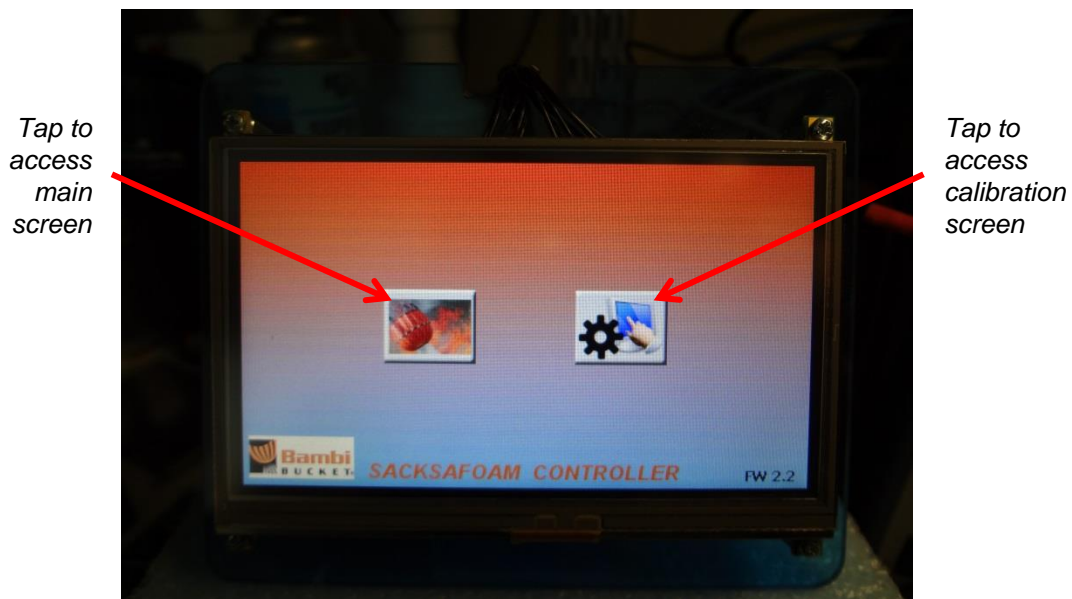 Tap to
access
main
screen
Tap to
access
calibration
screen
Bambi
BUCKET
SACKSAFOAM CONTROLLER
FW 2.2